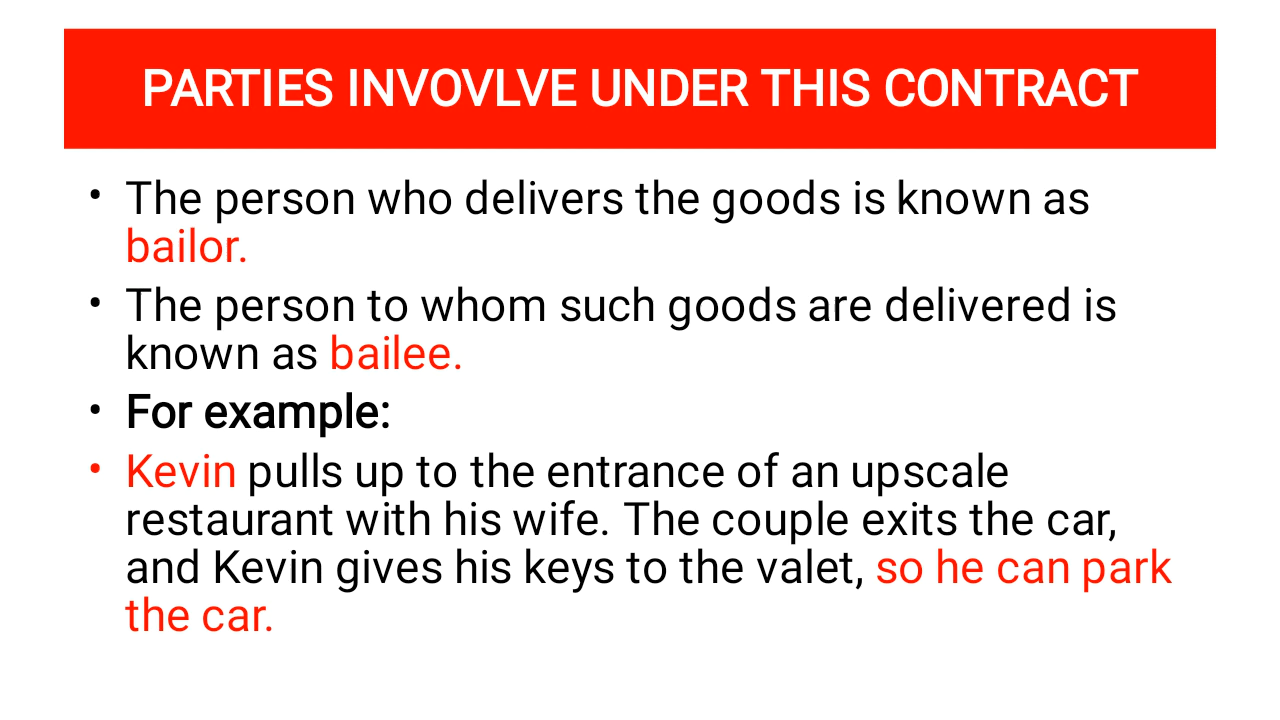 PARTIES INVOVLVE UNDER THIS CONTRACT
• The person who delivers the goods is known as
bailor.
• The person to whom such goods are delivered is
known as bailee.
• For example:
• Kevin pulls up to the entrance of an upscale
restaurant with his wife. The couple exits the car,
and Kevin gives his keys to the valet, so he can park
the car.